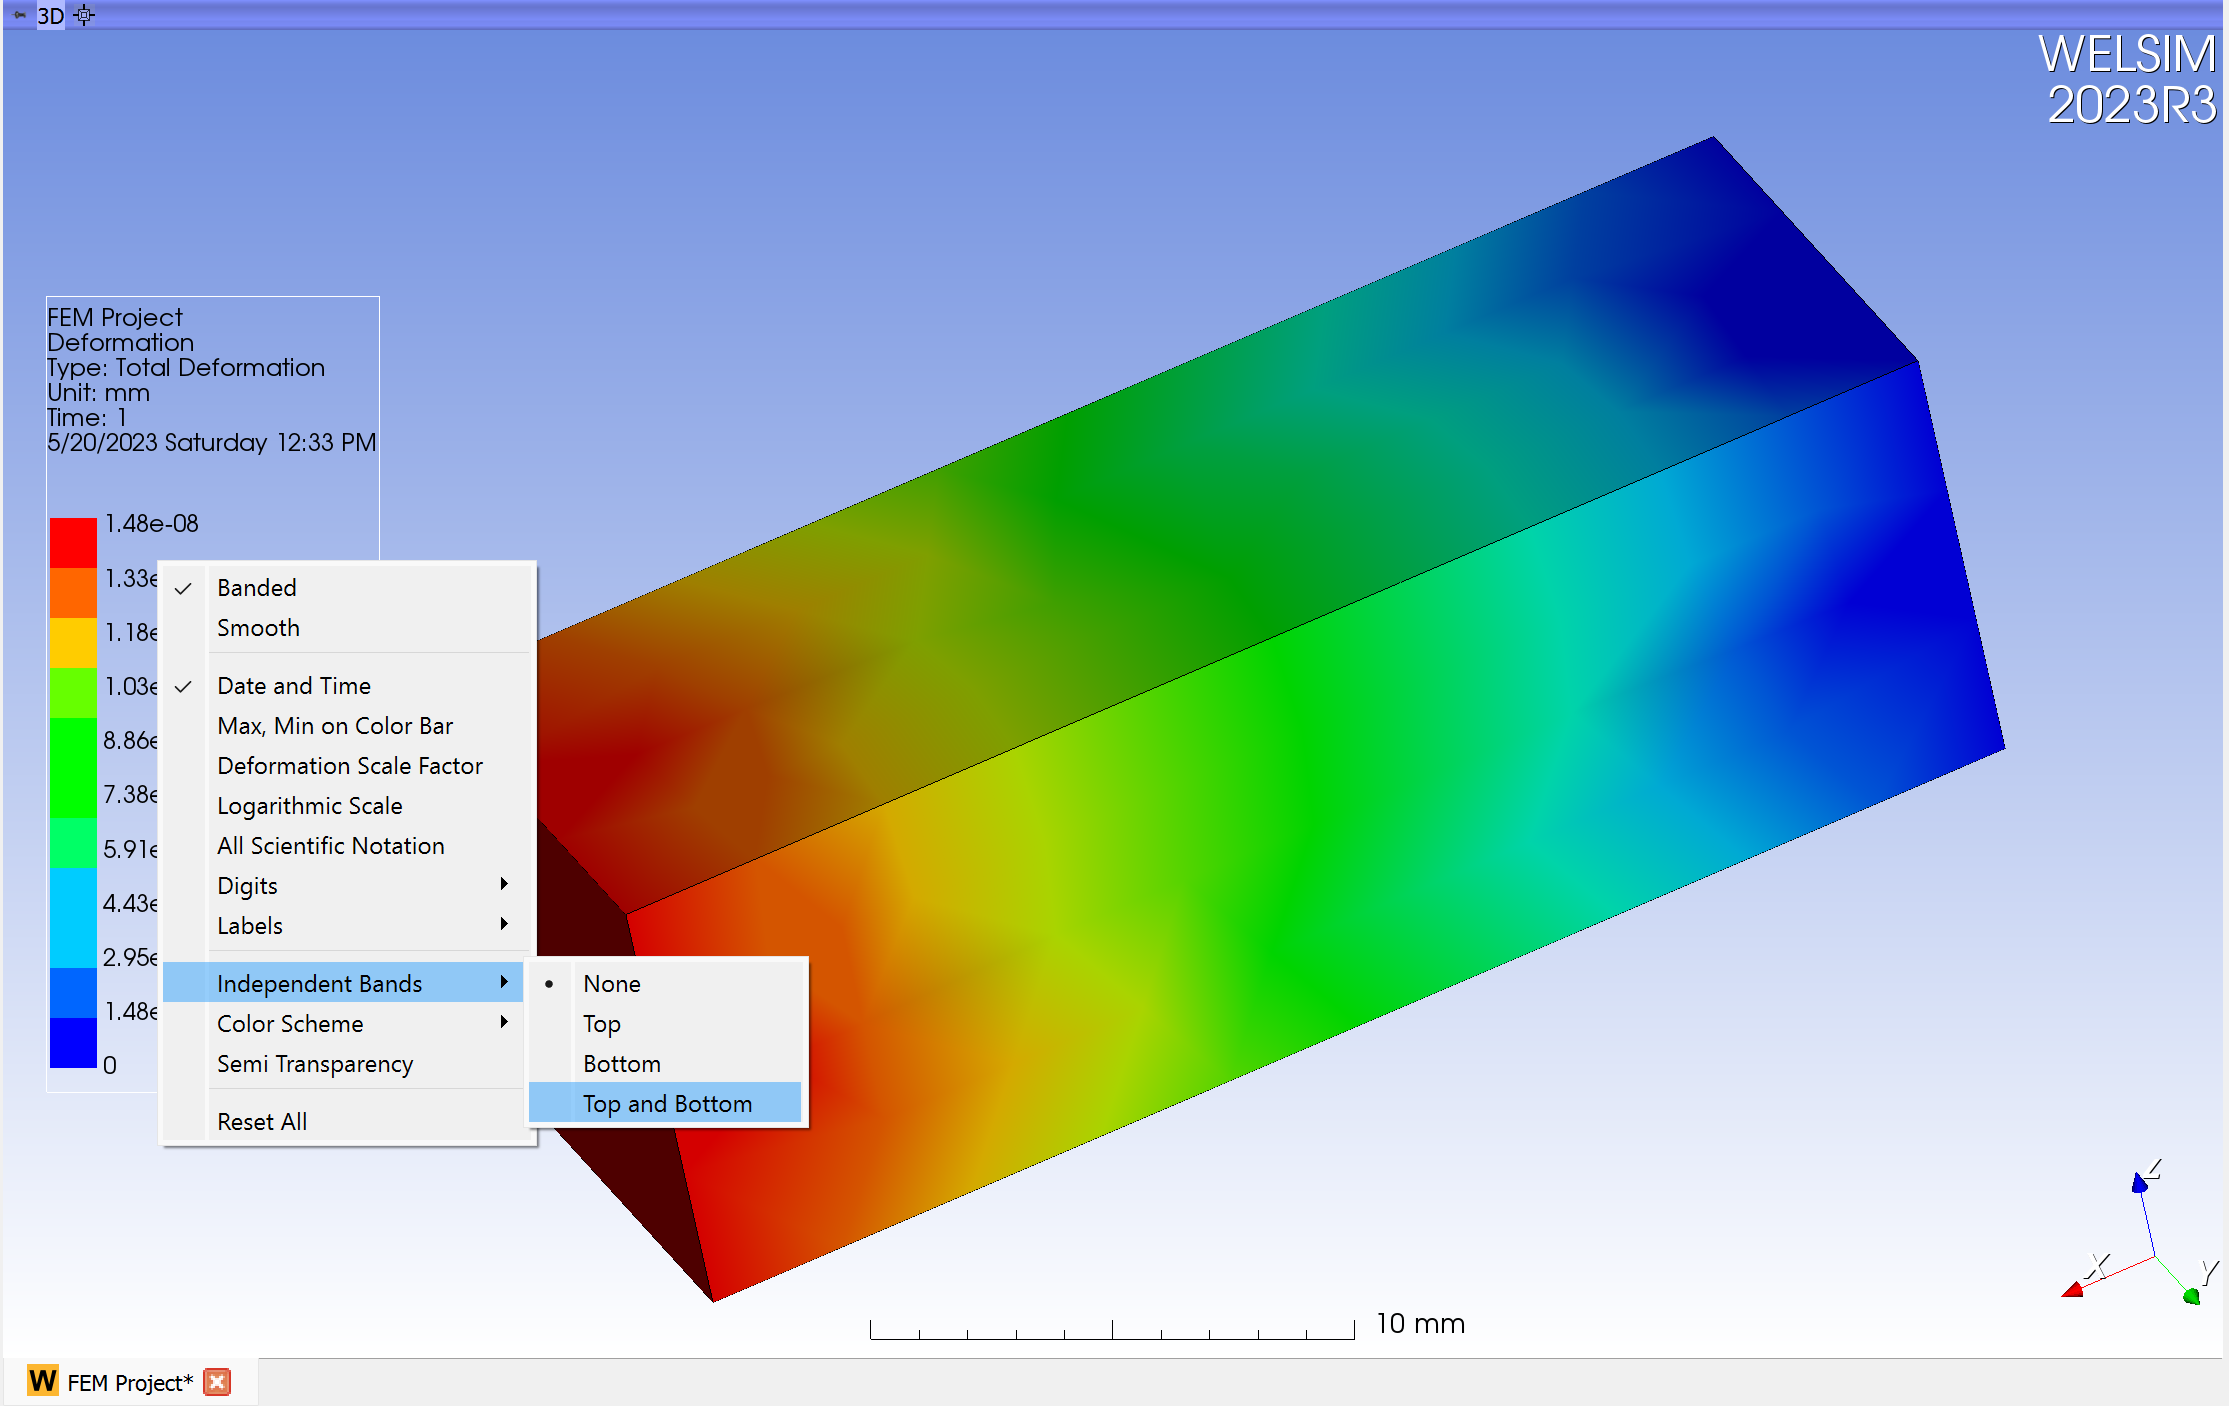 3D
WELSIM
2023R3
FEM Project
Deformation
Type: Total Deformation
Unit: mm
Time: 1
5/20/2023 Saturday 12:33 PM
1.48e-08
1.33e
1.18e
1.03e
8.86e
7.38e
5.91e
4.43e
2.95e
1.48e
0
Banded
Smooth
Date and Time
Max, Min on Color Bar
Deformation Scale Factor
Logarithmic Scale
All Scientific Notation
Digits
Labels
Independent Bands
Color Scheme
Semi Transparency
Reset All
None
Top
Bottom
Top and Bottom
Z
X
Y
10 mm
W FEM Project*